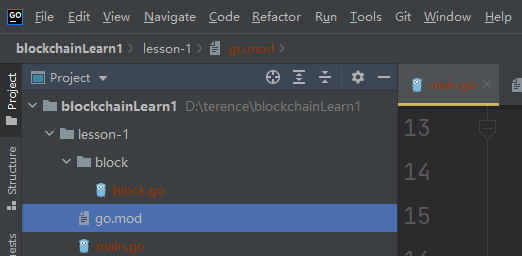 GO File Edit View Navigate Code Refactor Run Tools Git Window Help
blockchainLearn1 lesson-1 go.mod
Project
Structure
Project
blockchainLearn1 D:\terence\blockchainLearn1
lesson-1
block
block.go
go.mod
main.go
main.go
13
14
15